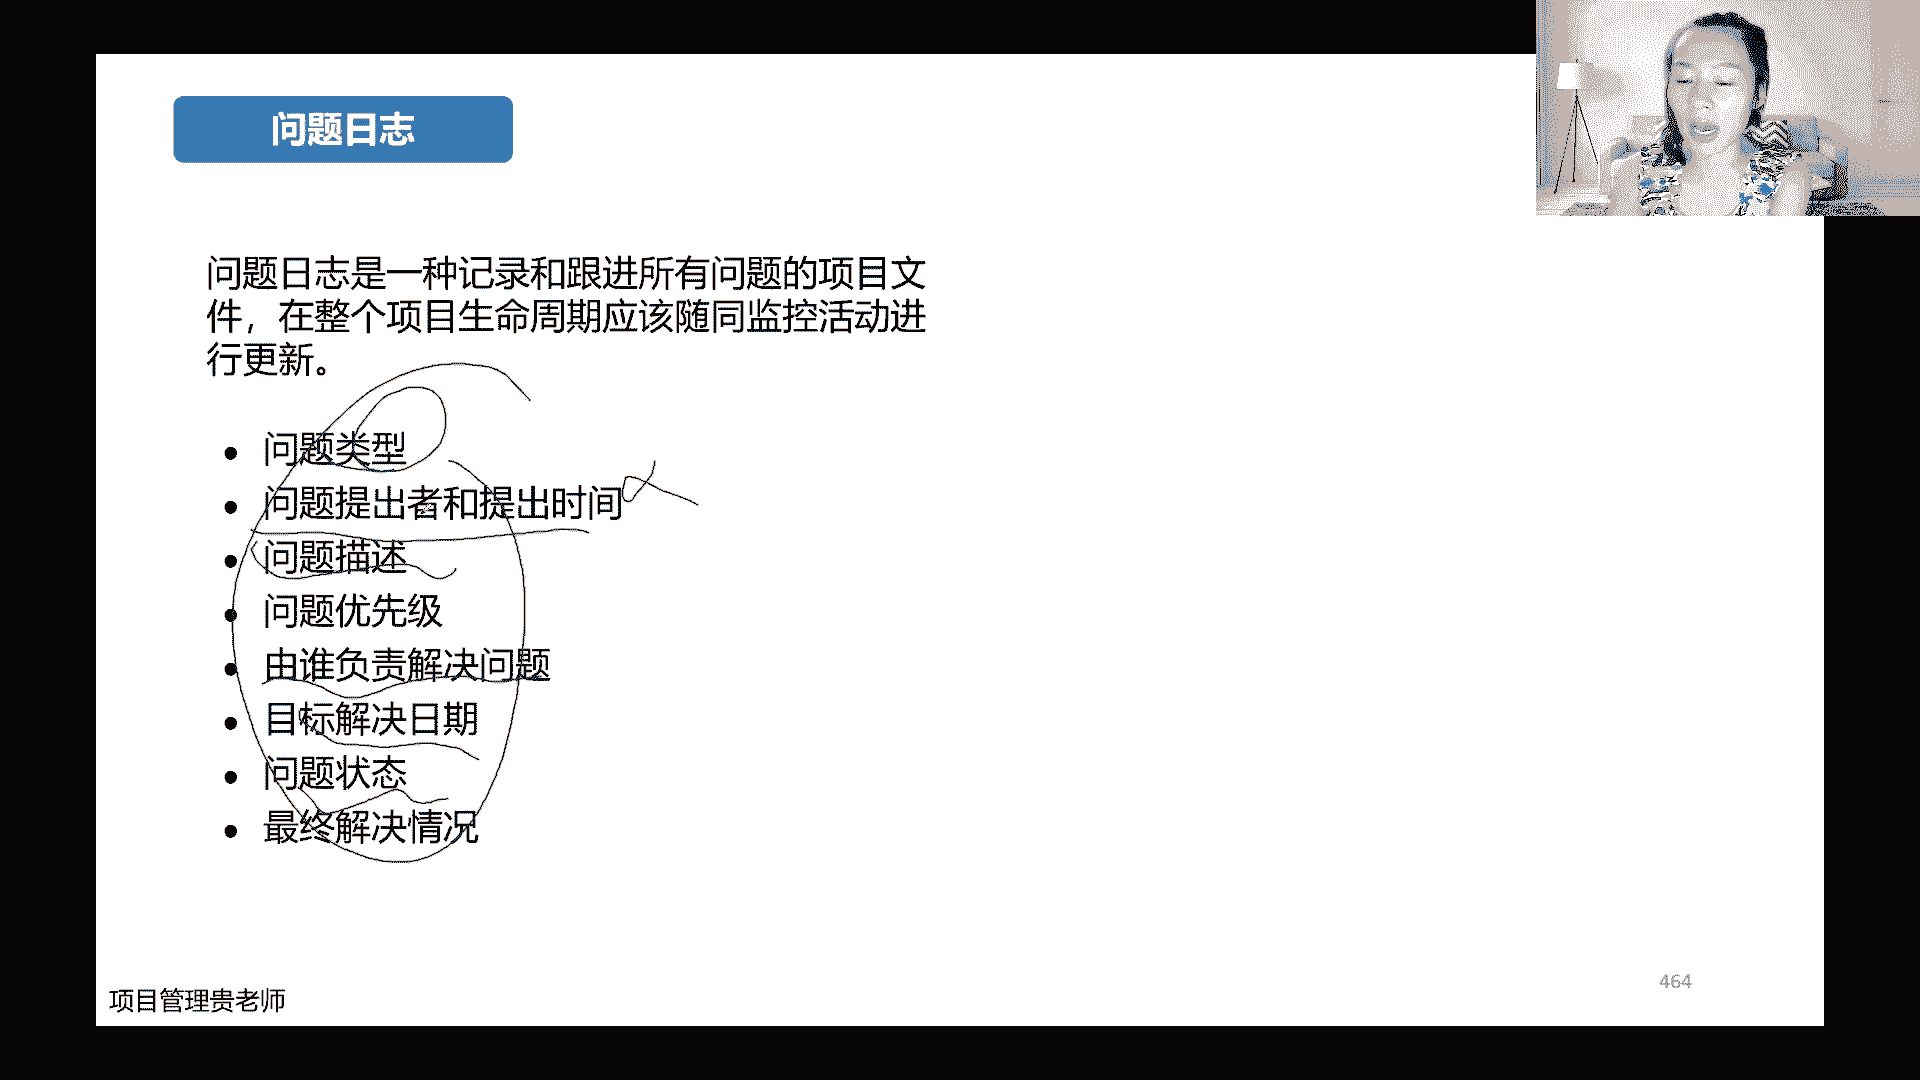 问题日志
问题日志是一种记录和跟进所有问题的项目文
件，在整个项目生命周期应该随同监控活动进
行更新。
• 问题类型
• 问题提出者和提出时间
• 问题描述
• 问题优先级
• 由谁负责解决问题
• 目标解决日期
• 问题状态
• 最终解决情况
464
项目管理贵老师